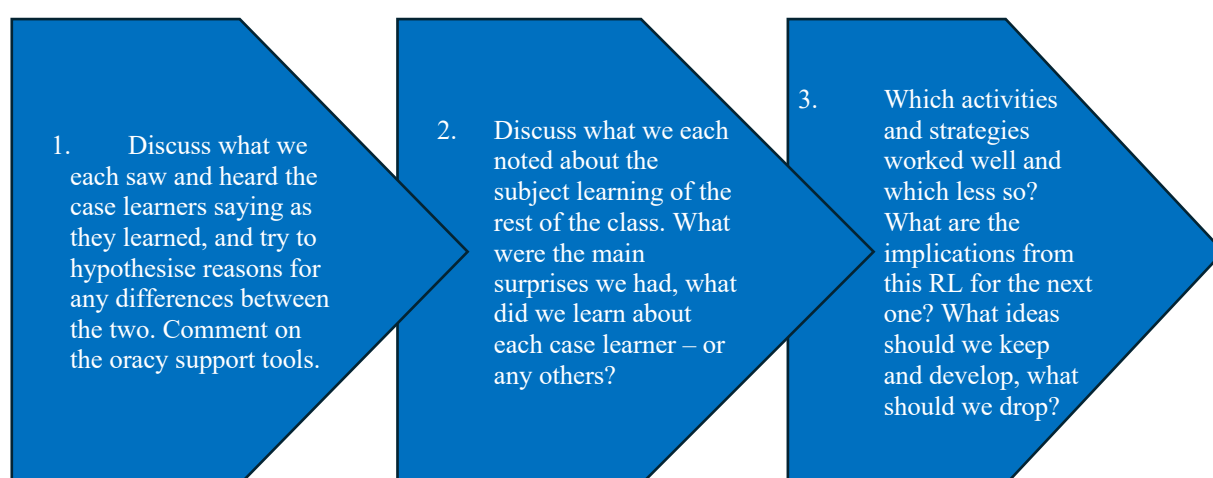 1. Discuss what we
each saw and heard the
case learners saying as
they learned, and try to
hypothesise reasons for
any differences between
the two. Comment on
the oracy support tools.
2. Discuss what we each
noted about the
subject learning of the
rest of the class. What
were the main
surprises we had, what
did we learn about
each case learner – or
any others?
3. Which activities
and strategies
worked well and
which less so?
What are the
implications from
this RL for the next
one? What ideas
should we keep
and develop, what
should we drop?